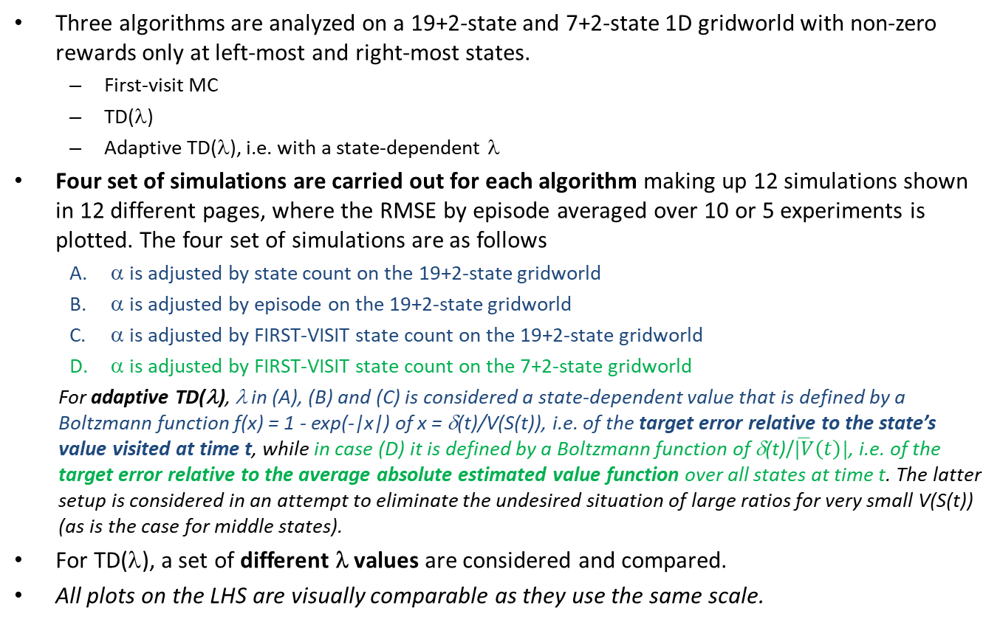 • Three algorithms are analyzed on a 19+2-state and 7+2-state 1D gridworld with non-zero
rewards only at left-most and right-most states.
– First-visit MC
– TD(λ)
– Adaptive TD(λ), i.e. with a state-dependent λ
• Four set of simulations are carried out for each algorithm making up 12 simulations shown
in 12 different pages, where the RMSE by episode averaged over 10 or 5 experiments is
plotted. The four set of simulations are as follows
A. α is adjusted by state count on the 19+2-state gridworld
B. α is adjusted by episode on the 19+2-state gridworld
C. α is adjusted by FIRST-VISIT state count on the 19+2-state gridworld
D. α is adjusted by FIRST-VISIT state count on the 7+2-state gridworld
For adaptive TD(λ), λ in (A), (B) and (C) is considered a state-dependent value that is defined by a
Boltzmann function f(x) = 1 - exp(-|x|) of x = δ(t)/V(S(t)), i.e. of the target error relative to the state's
value visited at time t, while in case (D) it is defined by a Boltzmann function of δ(t)/|V̅(t)|, i.e. of the
target error relative to the average absolute estimated value function over all states at time t. The latter
setup is considered in an attempt to eliminate the undesired situation of large ratios for very small V(S(t))
(as is the case for middle states).
• For TD(λ), a set of different λ values are considered and compared.
• All plots on the LHS are visually comparable as they use the same scale.